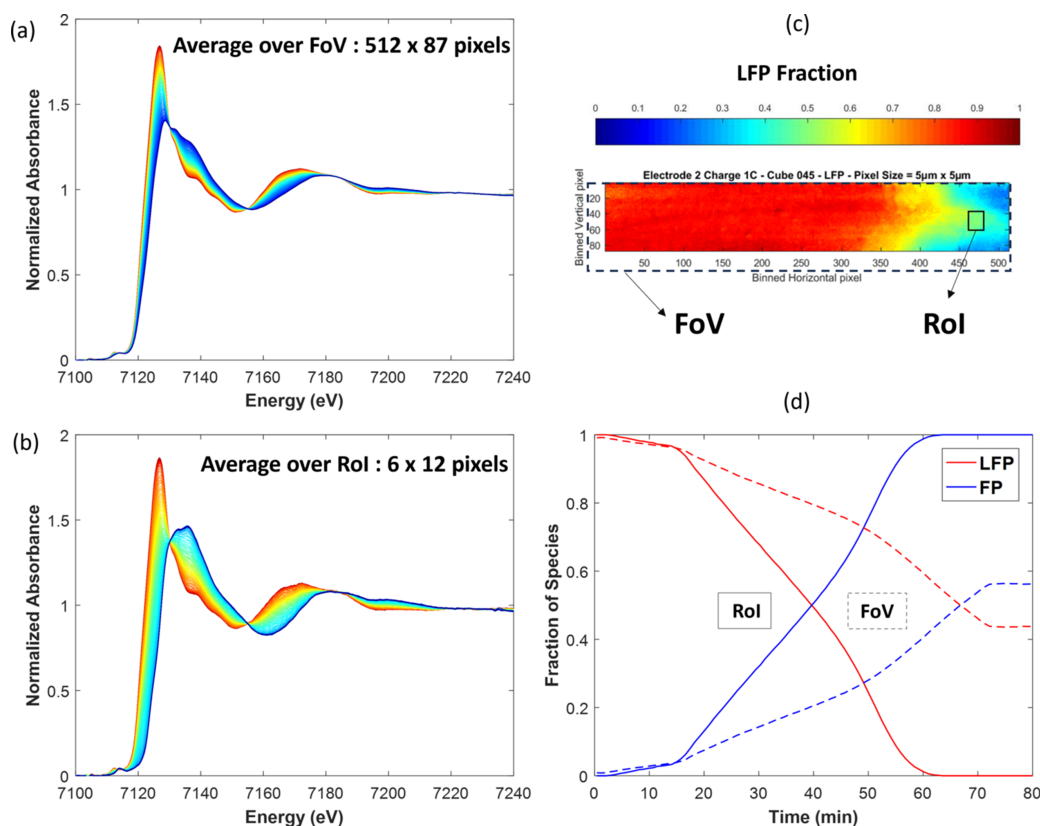 (a)
Average over FoV : 512 x 87 pixels
2
1.5
1
0.5
0
7100 7120 7140 7160 7180 7200 7220 7240
Normalized Absorbance
Energy (eV)
(c)
LFP Fraction
0 0.1 0.2 0.3 0.4 0.5 0.6 0.7 0.8 0.9 1
Electrode 2 Charge 1C - Cube 045 - LFP - Pixel Size = 5µm x 5µm
Binned Vertical pixel
20
40
60
80
50 100 150 200 250 300 350 400 450 500
Binned Horizontal pixel
FoV
RoI
(b)
Average over RoI : 6 x 12 pixels
2
1.5
1
0.5
0
7100 7120 7140 7160 7180 7200 7220 7240
Normalized Absorbance
Energy (eV)
(d)
1
0.8
0.6
0.4
0.2
0
0 10 20 30 40 50 60 70 80
Fraction of Species
Time (min)
LFP
FP
RoI
FoV